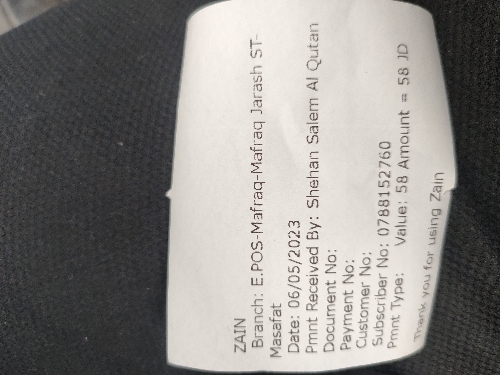 ZAIN
Branch: E.POS-Mafraq-Mafraq Jarash ST-
Masafat
Date: 06/05/2023
Pmnt Received By: Shehan Salem Al Qutan
Document No:
Payment No:
Customer No:
Subscriber No: 0788152760
Pmnt Type: Value: 58 Amount = 58 JD
Thank you for using Zain